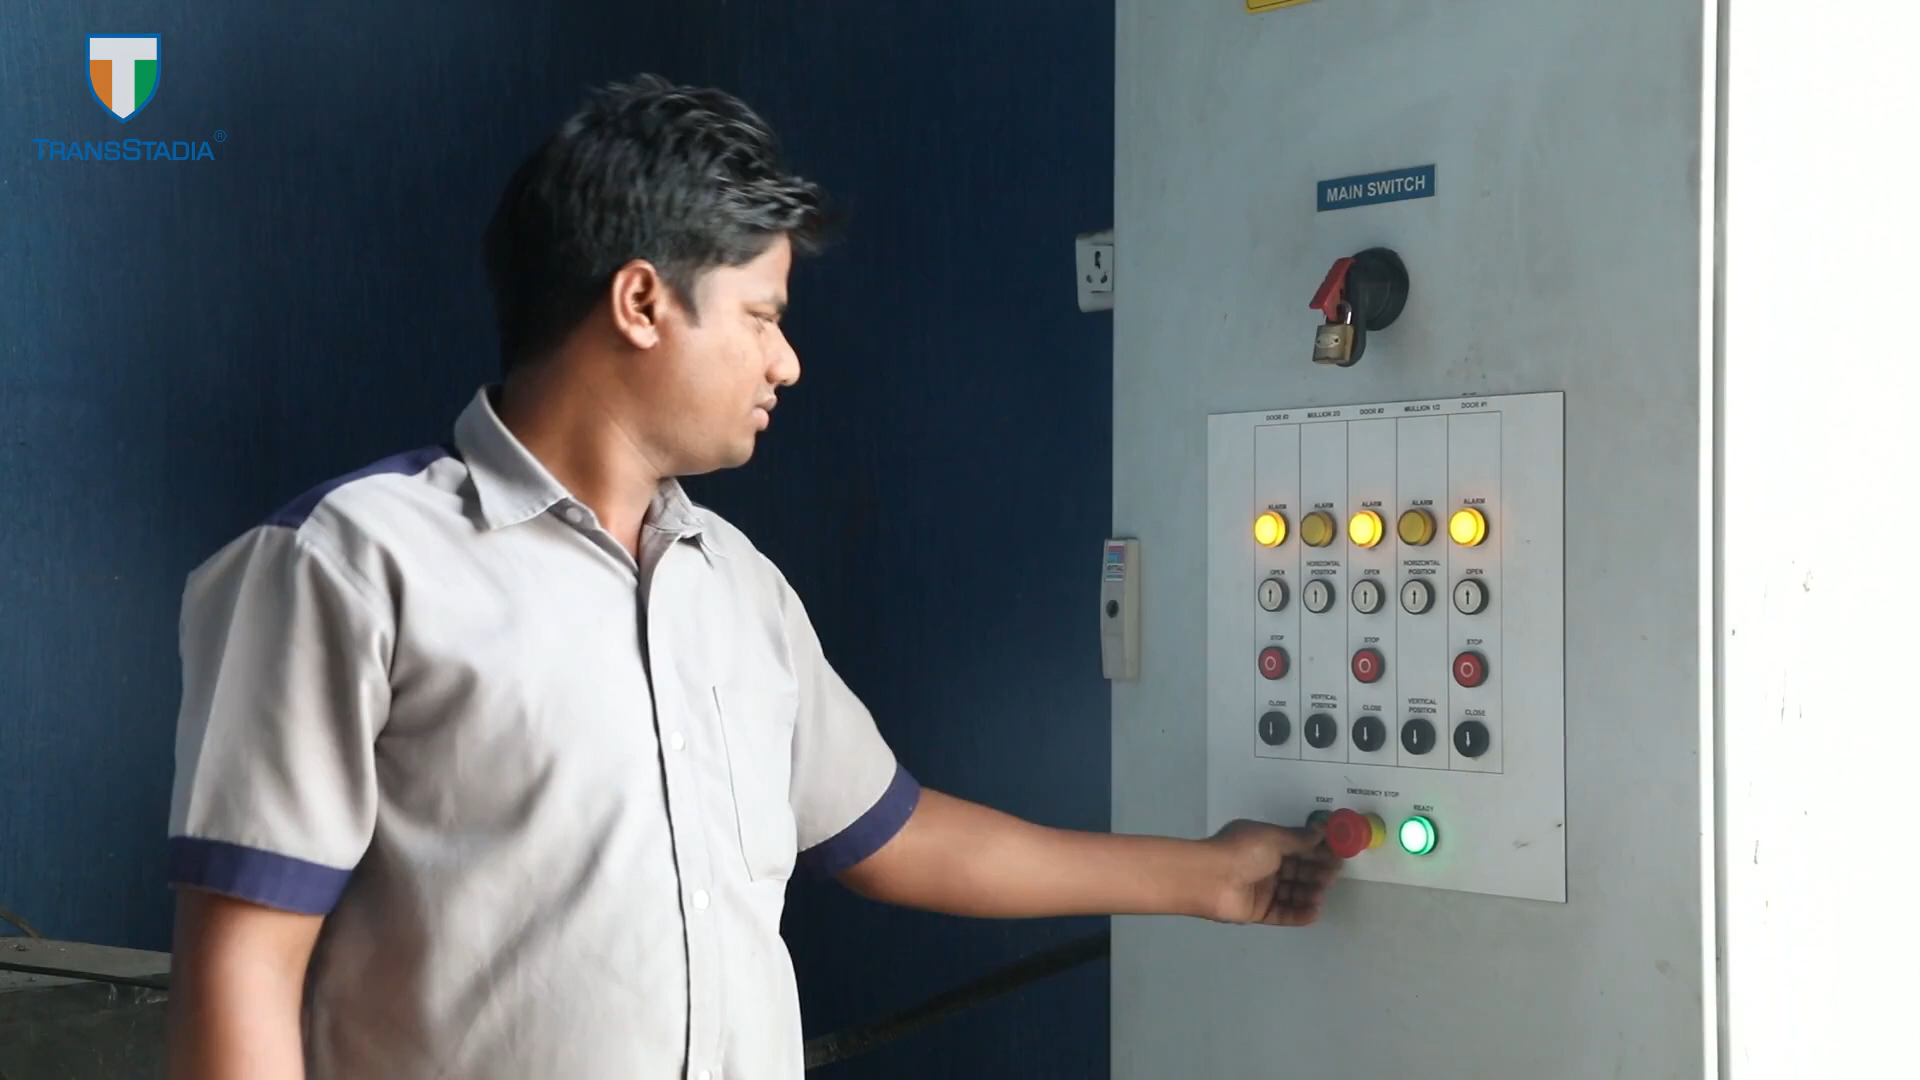 TRANSSTADIA®
MAIN SWITCH
DOOR #3 MULLION 2/3 DOOR #2 MULLION 1/2 DOOR #1
ALARM ALARM ALARM ALARM ALARM
OPEN HORIZONTAL POSITION OPEN HORIZONTAL POSITION OPEN
STOP STOP STOP
CLOSE VERTICAL POSITION CLOSE VERTICAL POSITION CLOSE
START EMERGENCY STOP READY